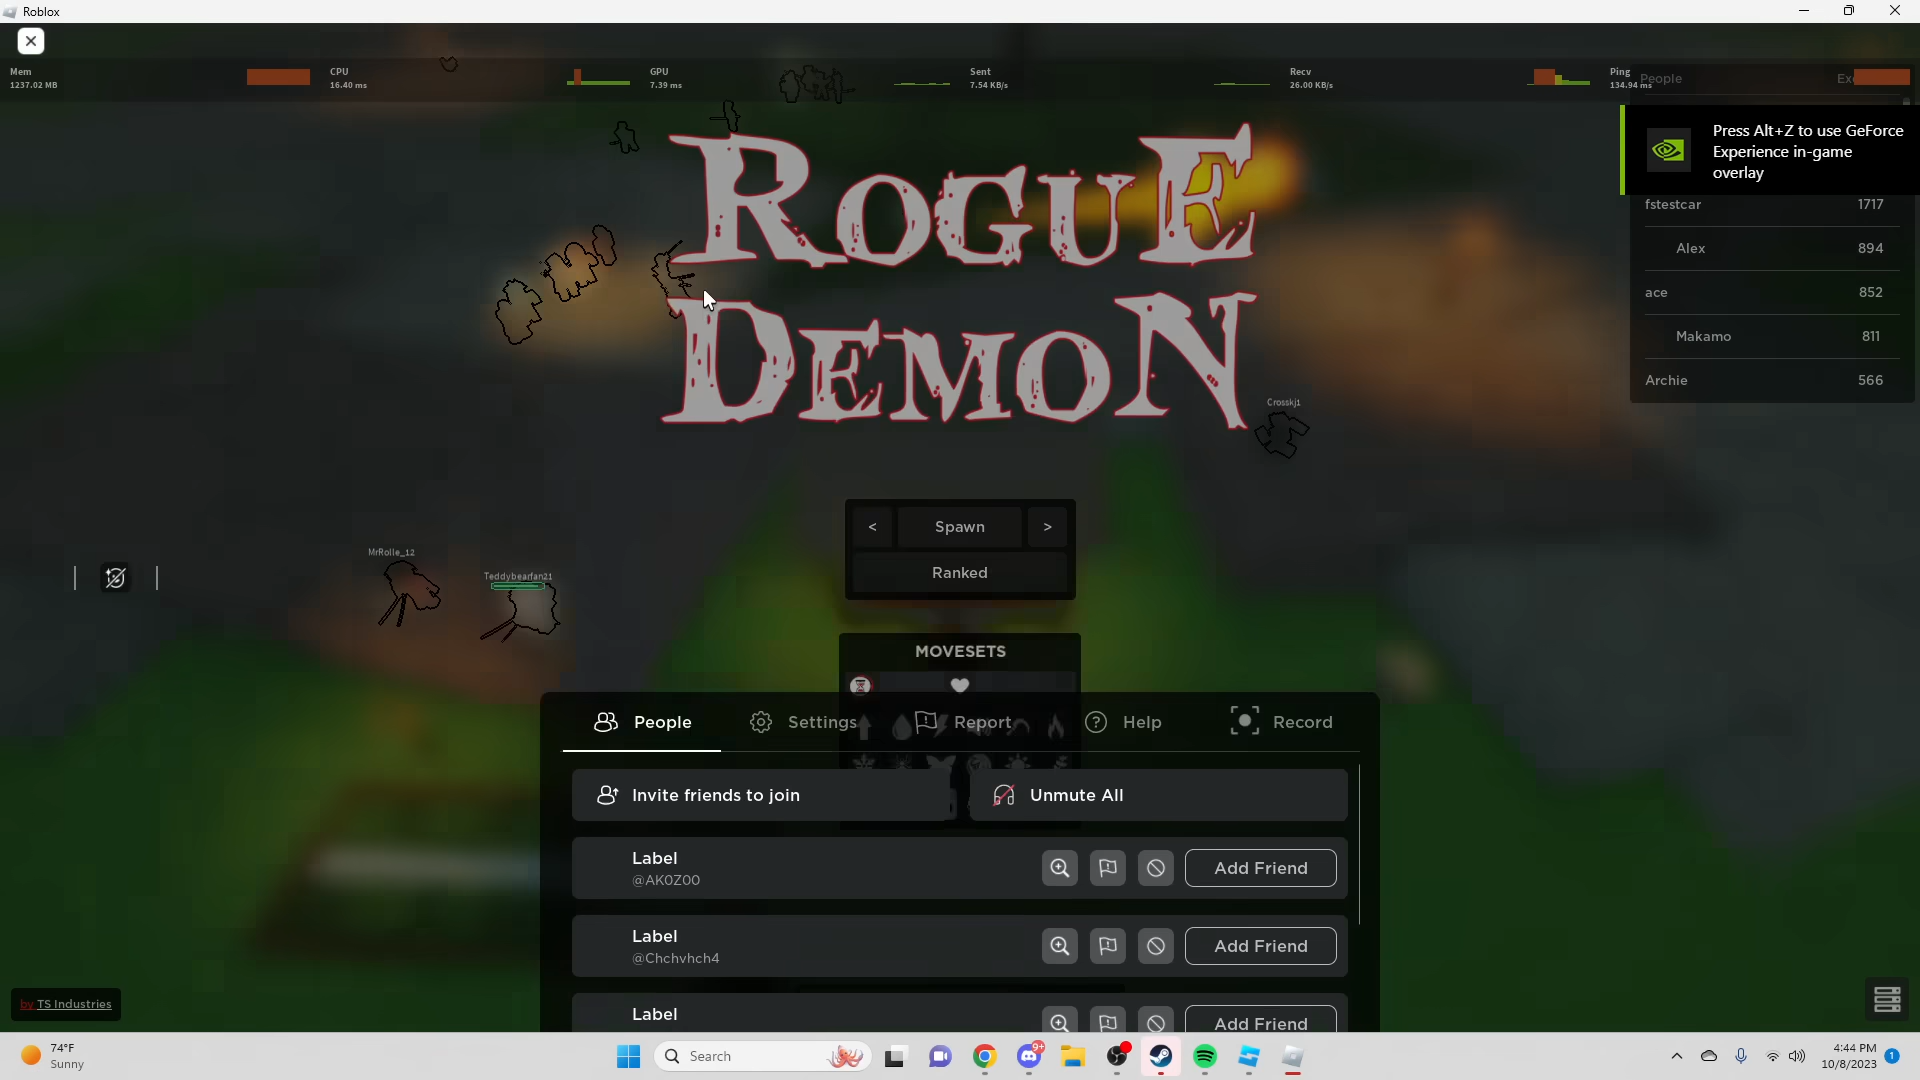 Roblox
Mem
1237.02 MB
CPU
16.40 ms
GPU
7.39 ms
Sent
7.54 KB/s
Recv
26.00 KB/s
Ping
134.94 ms
People
Press Alt+Z to use GeForce
Experience in-game
overlay
ROGUE
DEMON
fstestcar 1717
Alex 894
ace 852
Makamo 811
Archie 566
Crosskj1
< Spawn >
Ranked
MrRolle_12
Teddybearfan21
MOVESETS
People Settings Report Help Record
Invite friends to join Unmute All
Label
@AK0Z00
Add Friend
Label
@Chchvhch4
Add Friend
Label
Add Friend
by TS Industries
74°F
Sunny
Search
9+
4:44 PM
10/8/2023
1